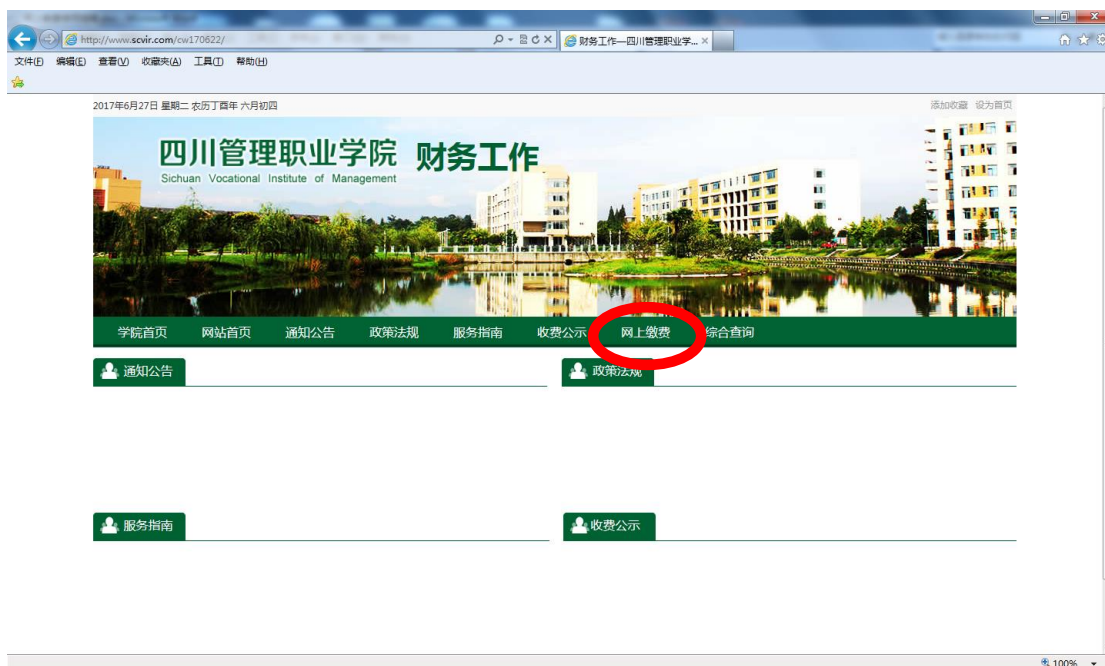 http://www.scvir.com/cw170622/
财务工作—四川管理职业学...
文件(F) 编辑(E) 查看(V) 收藏夹(A) 工具(T) 帮助(H)
2017年6月27日 星期二 农历丁酉年 六月初四
添加收藏 设为首页
四川管理职业学院 财务工作
Sichuan Vocational Institute of Management
学院首页 网站首页 通知公告 政策法规 服务指南 收费公示 网上缴费 综合查询
通知公告
政策法规
服务指南
收费公示
100%